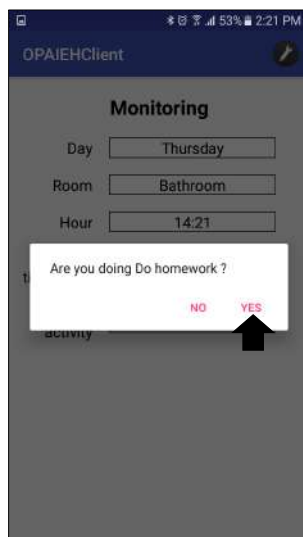 53% 2:21 PM
OPAIEHClient
Monitoring
Day Thursday
Room Bathroom
Hour 14:21
Are you doing Do homework ?
NO YES
activity